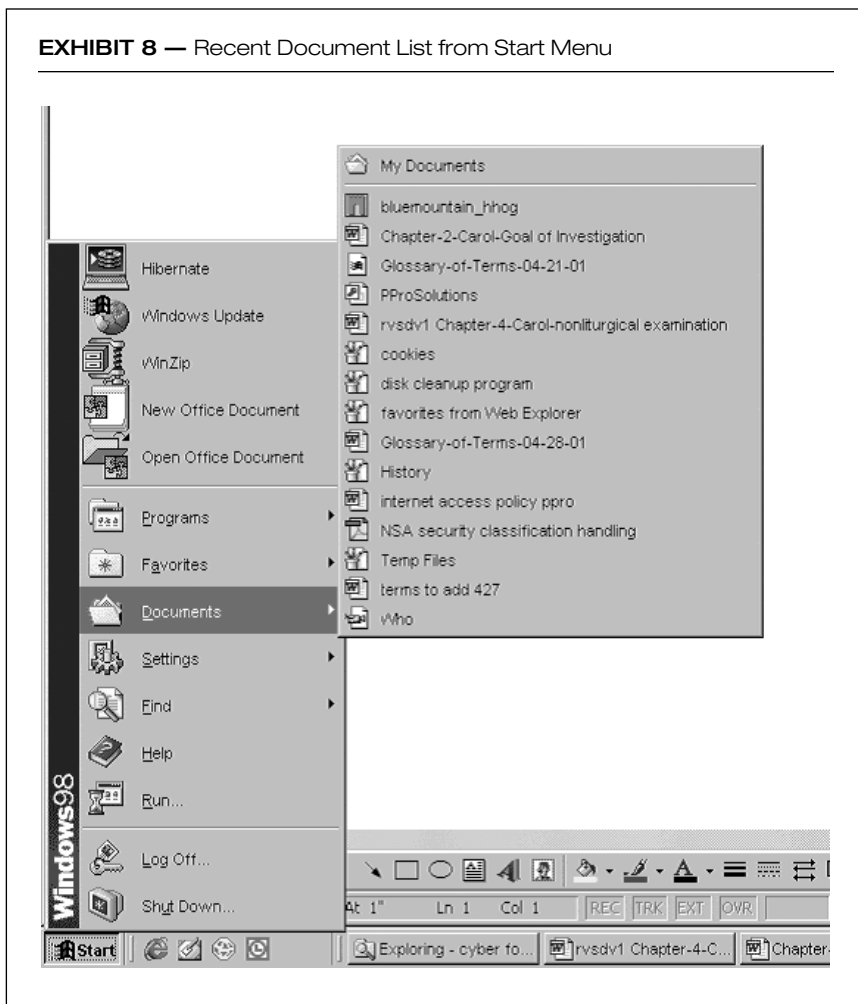 EXHIBIT 8 — Recent Document List from Start Menu
My Documents
bluemountain_hhog
Chapter-2-Carol-Goal of Investigation
Glossary-of-Terms-04-21-01
PProSolutions
rvsdv1 Chapter-4-Carol-nonliturgical examination
cookies
disk cleanup program
favorites from Web Explorer
Glossary-of-Terms-04-28-01
History
internet access policy ppro
NSA security classification handling
Temp Files
terms to add 427
Who
Hibernate
Windows Update
WinZip
New Office Document
Open Office Document
Programs
Favorites
Documents
Settings
Find
Help
Run...
Log Off...
Shut Down...
Windows98
At 1" Ln 1 Col 1 REC TRK EXT OVR
Start Exploring - cyber fo... rvsdv1 Chapter-4-C... Chapter-